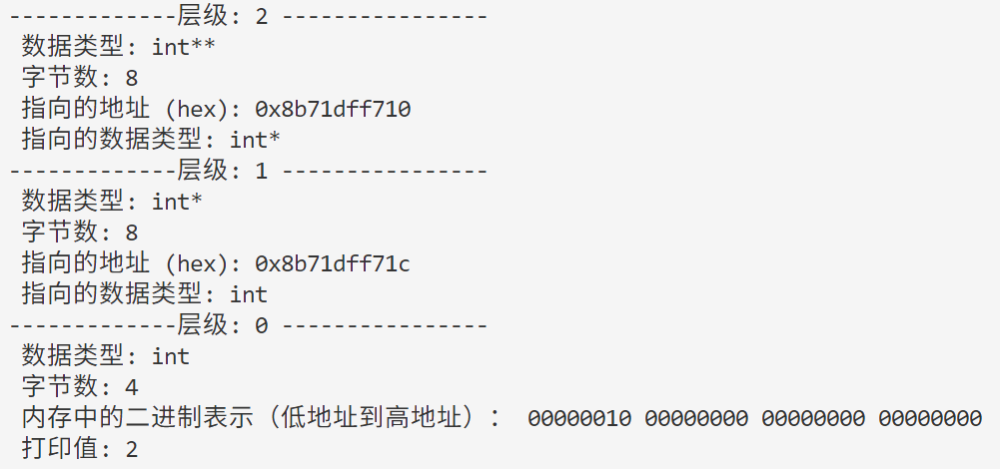 -------------层级: 2 ----------------
数据类型: int**
字节数: 8
指向的地址 (hex): 0x8b71dff710
指向的数据类型: int*
-------------层级: 1 ----------------
数据类型: int*
字节数: 8
指向的地址 (hex): 0x8b71dff71c
指向的数据类型: int
-------------层级: 0 ----------------
数据类型: int
字节数: 4
内存中的二进制表示（低地址到高地址）： 00000010 00000000 00000000 00000000
打印值: 2